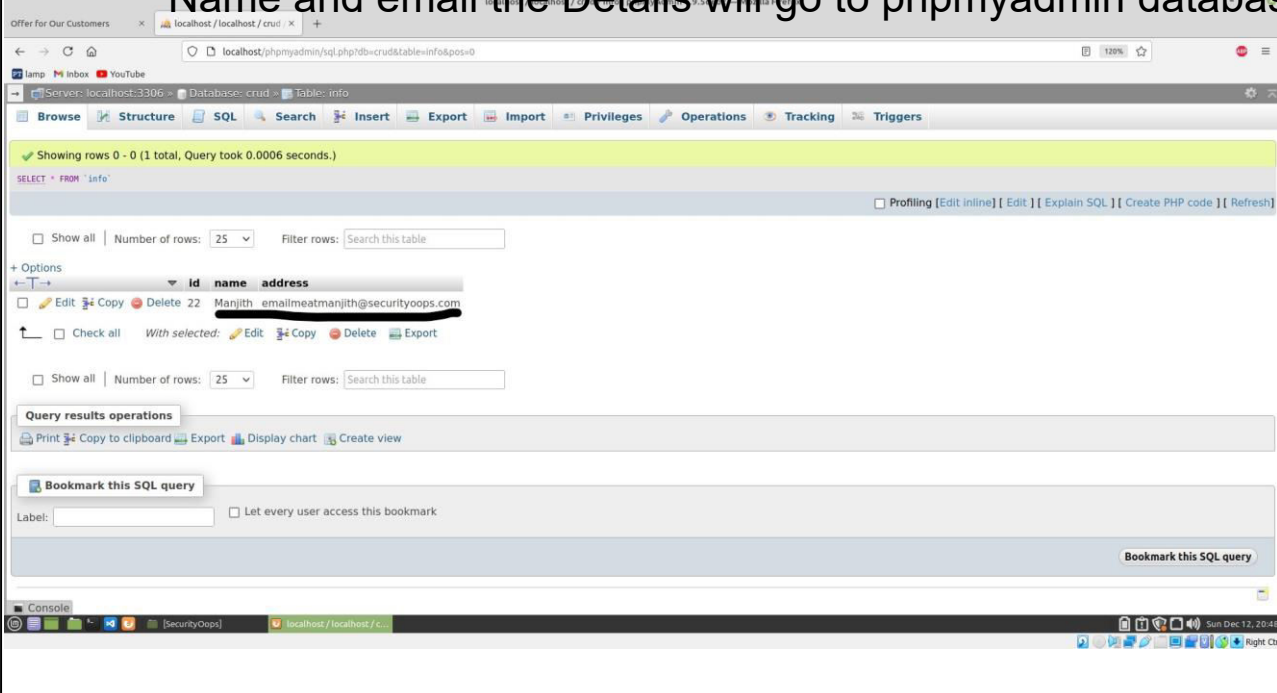 Name and email the Details will go to phpmyadmin databas
Offer for Our Customers × localhost / localhost / crud / × +
localhost/phpmyadmin/sql.php?db=crud&table=info&pos=0 120%
lamp Inbox YouTube
Server: localhost:3306 » Database: crud » Table: info
Browse Structure SQL Search Insert Export Import Privileges Operations Tracking Triggers
Showing rows 0 - 0 (1 total, Query took 0.0006 seconds.)
SELECT * FROM `info`
Profiling [Edit inline] [ Edit ] [ Explain SQL ] [ Create PHP code ] [ Refresh]
Show all | Number of rows: 25 Filter rows: Search this table
+ Options
←T→ id name address
Edit Copy Delete 22 Manjith emailmeatmanjith@securityoops.com
Check all With selected: Edit Copy Delete Export
Show all | Number of rows: 25 Filter rows: Search this table
Query results operations
Print Copy to clipboard Export Display chart Create view
Bookmark this SQL query
Label: Let every user access this bookmark
Bookmark this SQL query
Console
[SecurityOops] localhost / localhost / c... Sun Dec 12, 20:48
Right Ct